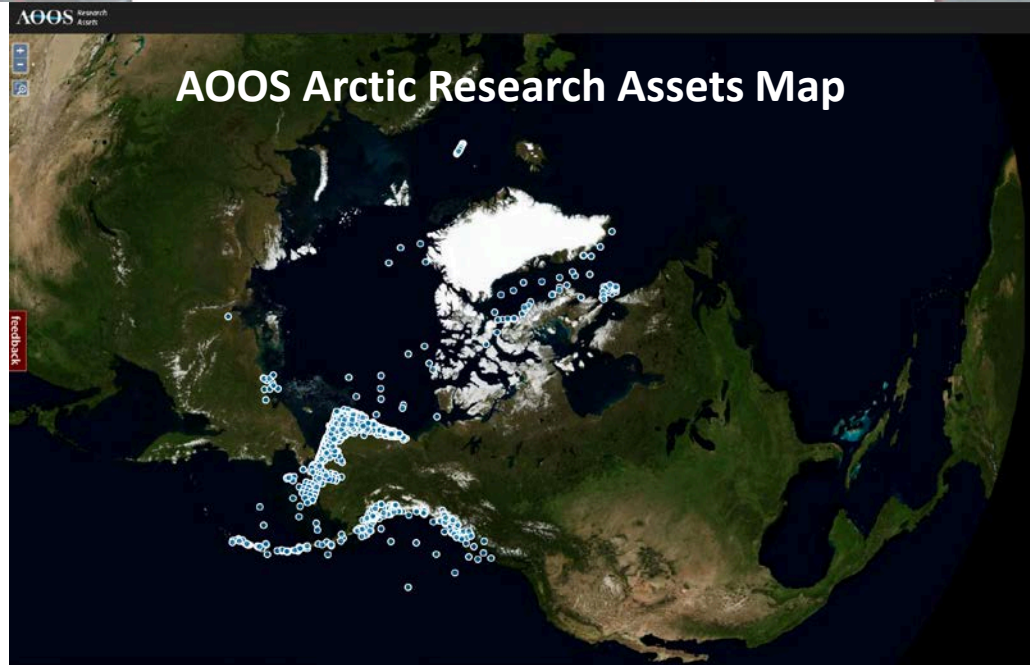 AOOS Research
Assets
+
-
AOOS Arctic Research Assets Map
feedback